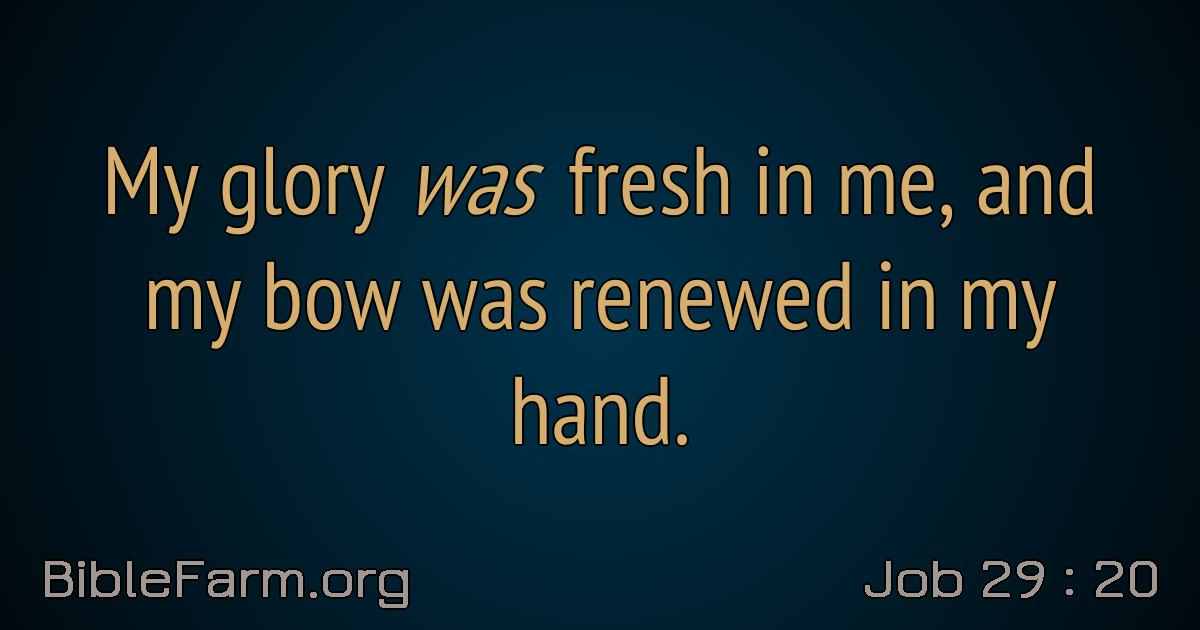 My glory was fresh in me, and
my bow was renewed in my
hand.
BibleFarm.org
Job 29 : 20